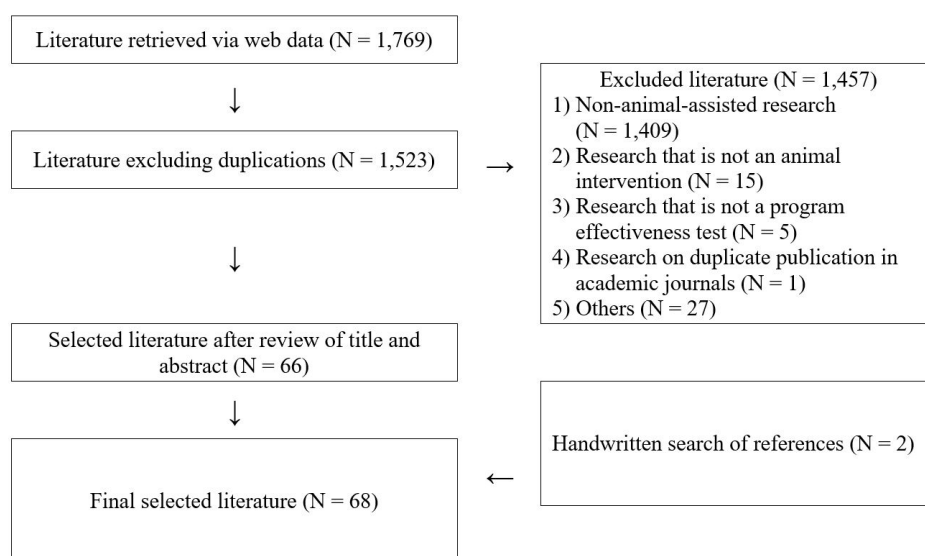 Literature retrieved via web data (N = 1,769)
↓
Literature excluding duplications (N = 1,523)
→
Excluded literature (N = 1,457)
1) Non-animal-assisted research
(N = 1,409)
2) Research that is not an animal
intervention (N = 15)
3) Research that is not a program
effectiveness test (N = 5)
4) Research on duplicate publication in
academic journals (N = 1)
5) Others (N = 27)
↓
Selected literature after review of title and
abstract (N = 66)
↓
Handwritten search of references (N = 2)
←
Final selected literature (N = 68)